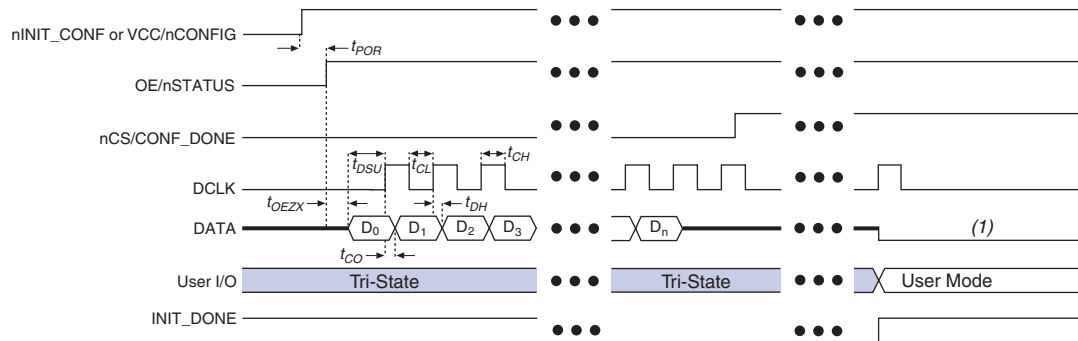 nINIT_CONF or VCC/nCONFIG
tPOR
OE/nSTATUS
nCS/CONF_DONE
tDSU
tCL
tCH
DCLK
tOEZX
tDH
DATA
D0
D1
D2
D3
Dn
(1)
tCO
User I/O
Tri-State
Tri-State
User Mode
INIT_DONE